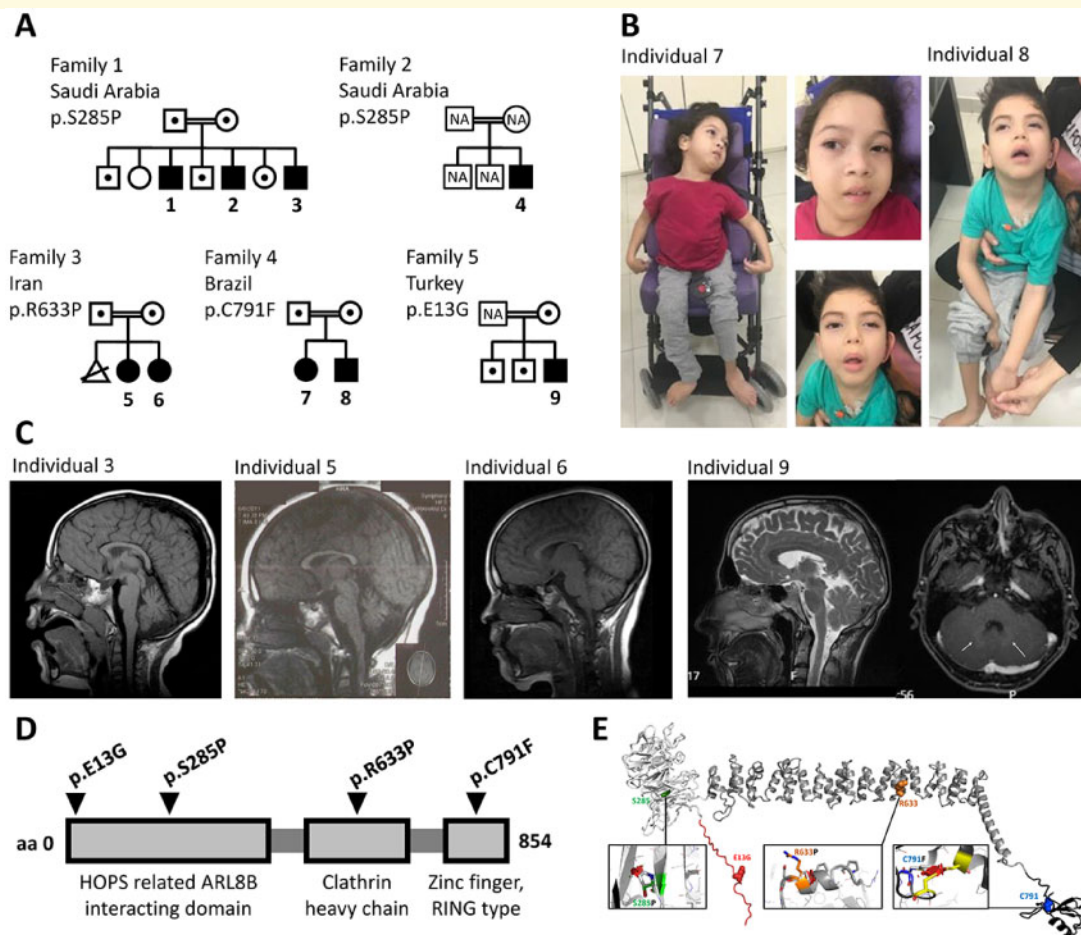 A
Family 1
Saudi Arabia
p.S285P
1
2
3
Family 2
Saudi Arabia
p.S285P
NA
NA
NA
NA
4
Family 3
Iran
p.R633P
5
6
Family 4
Brazil
p.C791F
7
8
Family 5
Turkey
p.E13G
NA
9
B
Individual 7
Individual 8
C
Individual 3
Individual 5
Individual 6
Individual 9
17
F
-56
P
D
p.E13G
p.S285P
p.R633P
p.C791F
aa 0
854
HOPS related ARL8B
interacting domain
Clathrin
heavy chain
Zinc finger,
RING type
E
S285
R633
E13G
S285P
R633P
C791F
C791